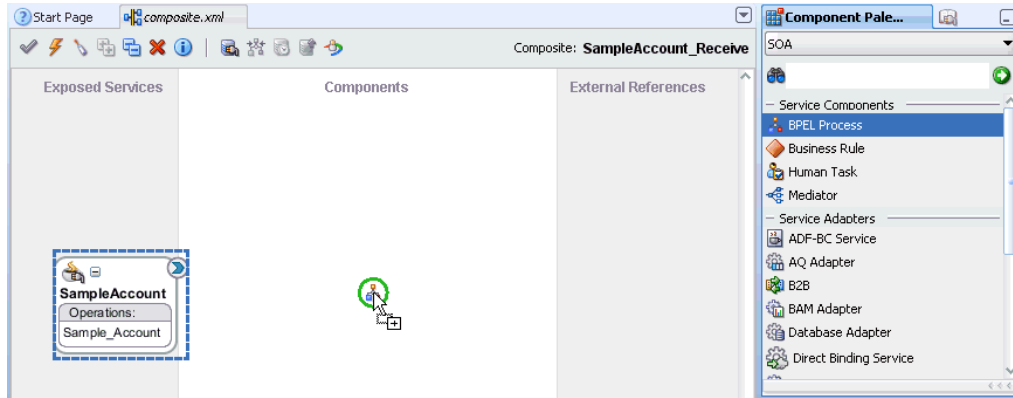 Start Page
composite.xml
Component Pale...
Composite: SampleAccount_Receive
SOA
Exposed Services
Components
External References
Service Components
BPEL Process
Business Rule
Human Task
Mediator
Service Adapters
ADF-BC Service
AQ Adapter
B2B
BAM Adapter
Database Adapter
Direct Binding Service
SampleAccount
Operations:
Sample_Account